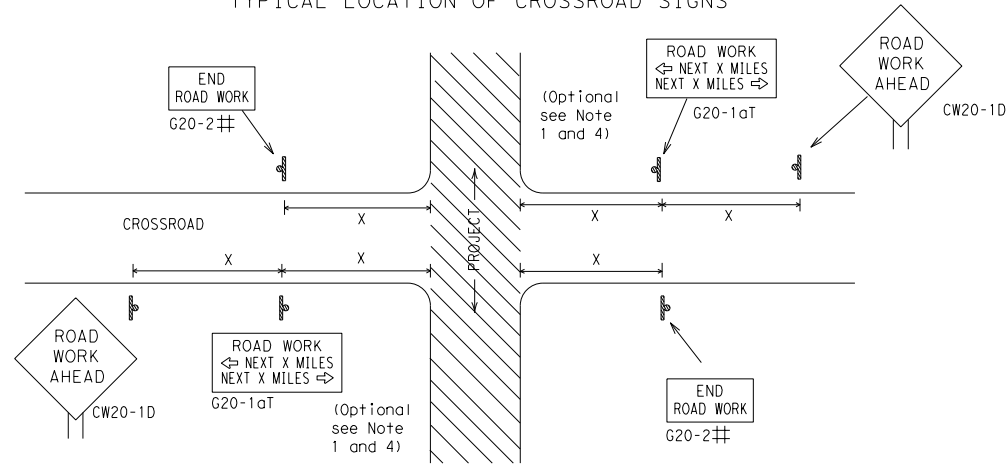 TYPICAL LOCATION OF CROSSROAD SIGNS
END
ROAD WORK
G20-2#
(Optional
see Note
1 and 4)
ROAD WORK
⇦ NEXT X MILES
NEXT X MILES ⇨
G20-1aT
ROAD
WORK
AHEAD
CW20-1D
CROSSROAD
X
X
X
PROJECT
X
X
X
ROAD
WORK
AHEAD
CW20-1D
ROAD WORK
⇦ NEXT X MILES
NEXT X MILES ⇨
G20-1aT
(Optional
see Note
1 and 4)
END
ROAD WORK
G20-2#